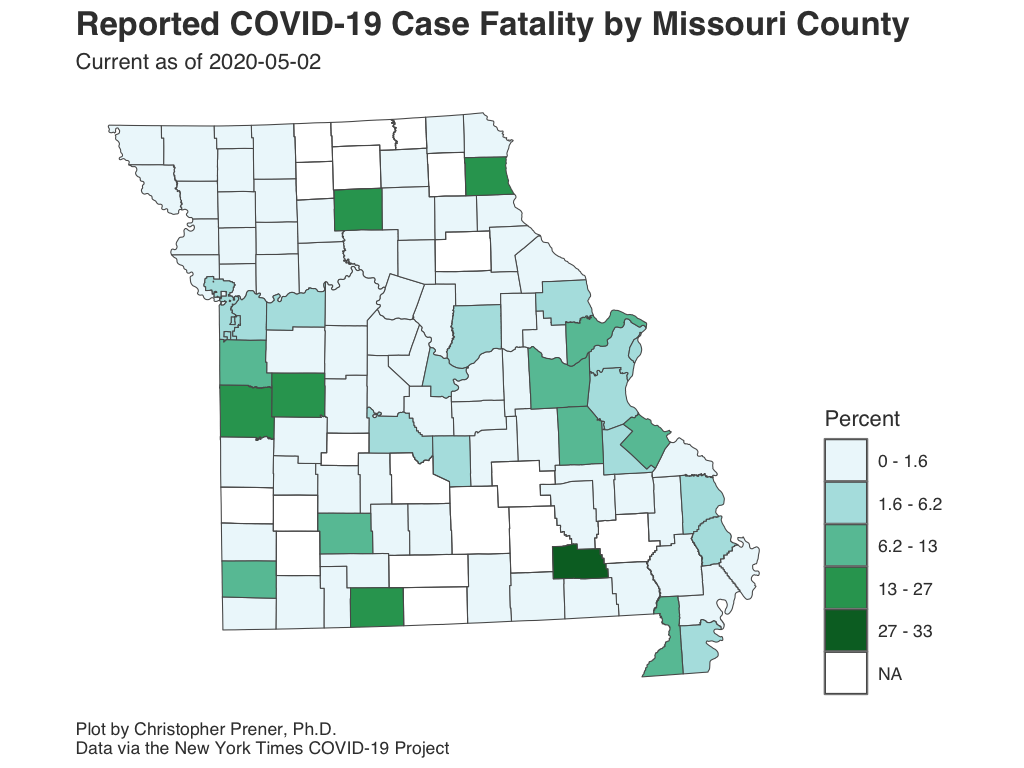 Reported COVID-19 Case Fatality by Missouri County
Current as of 2020-05-02
Percent
0 - 1.6
1.6 - 6.2
6.2 - 13
13 - 27
27 - 33
NA
Plot by Christopher Prener, Ph.D.
Data via the New York Times COVID-19 Project